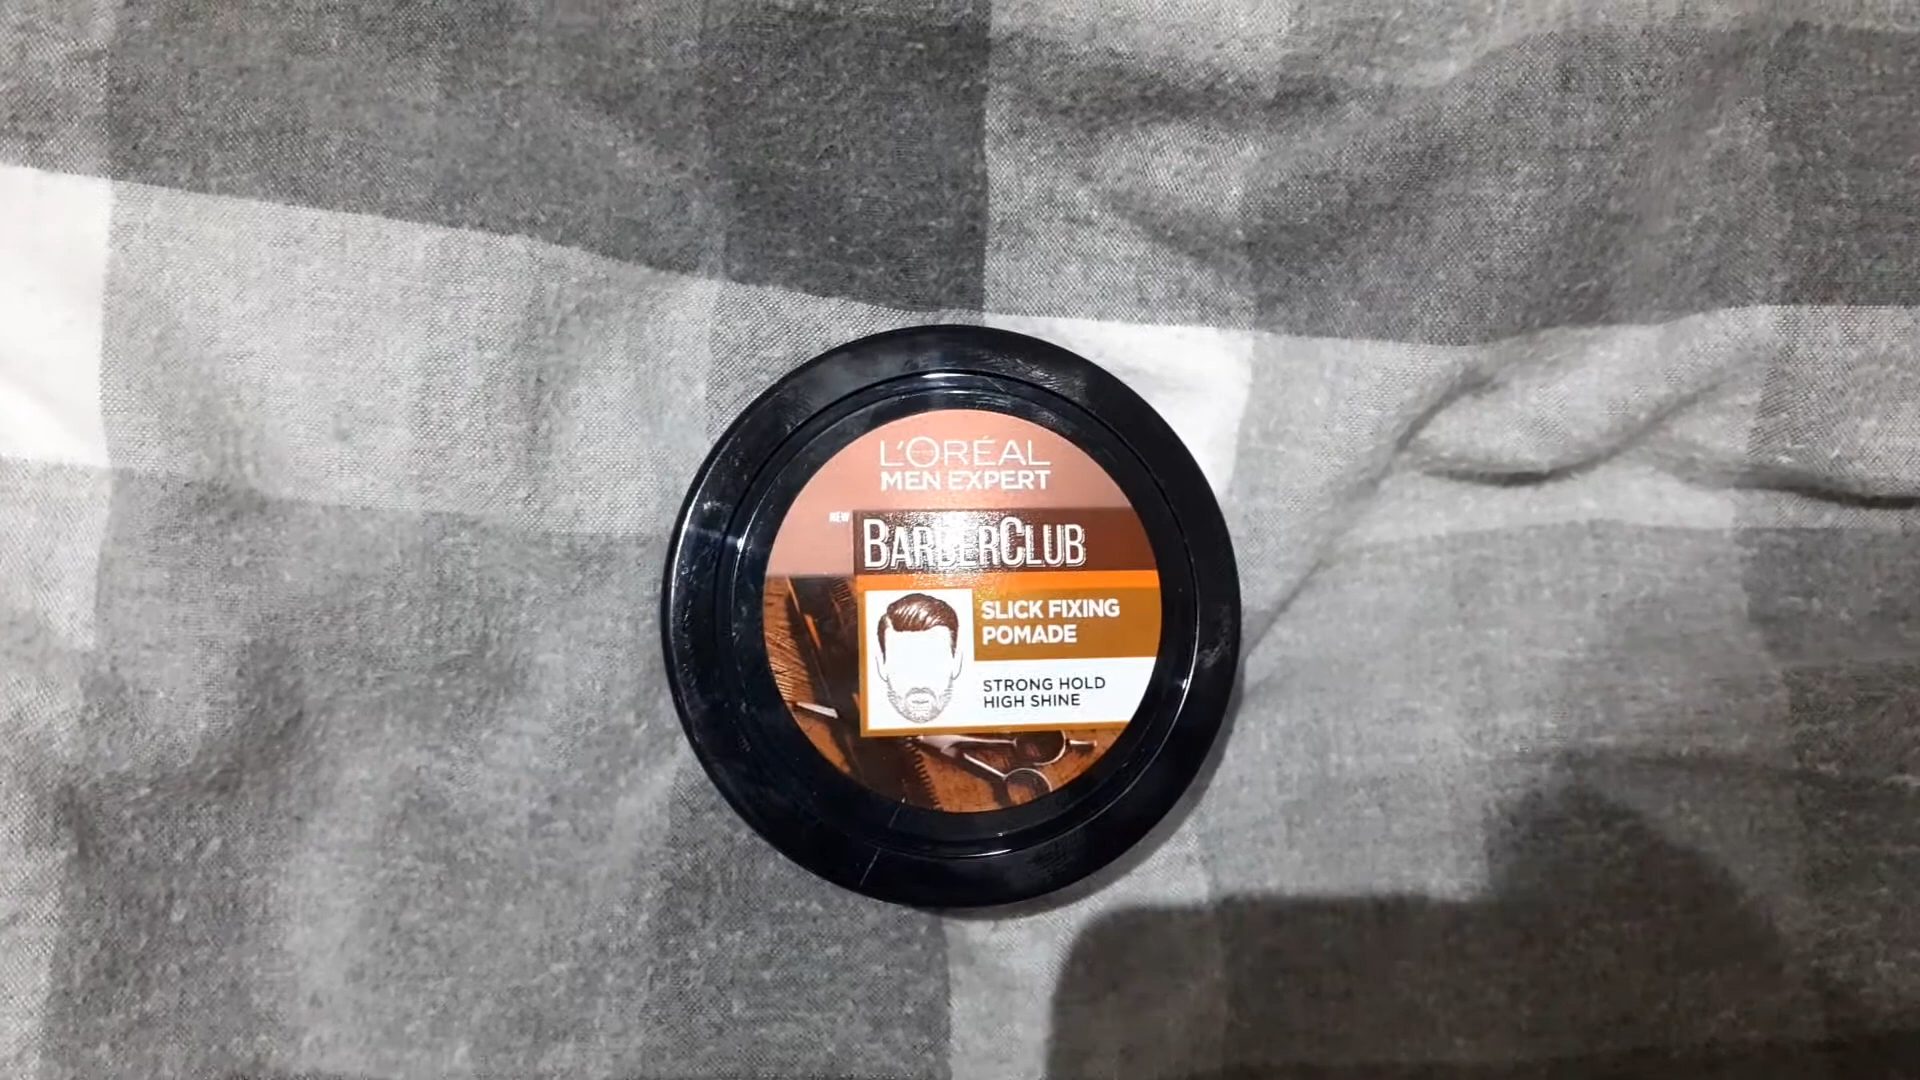 L'ORÉAL
MEN EXPERT
NEW
BARBERCLUB
SLICK FIXING
POMADE
STRONG HOLD
HIGH SHINE